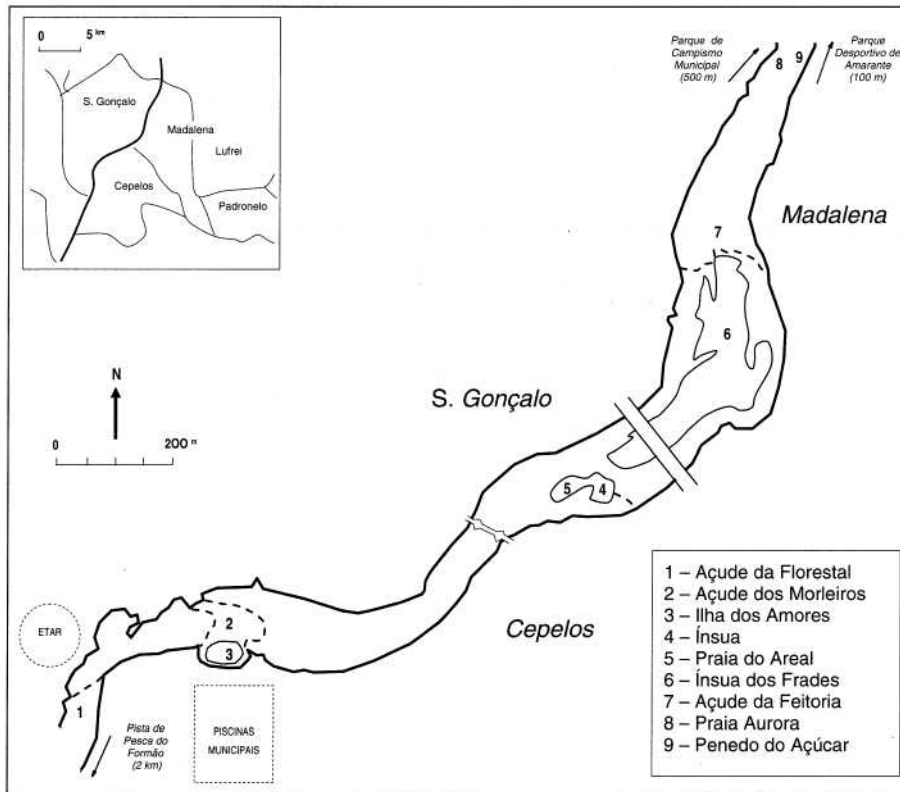 0 5 km
S. Gonçalo
Madalena
Lufrei
Cepelos
Padronelo
Parque de
Campismo
Municipal
(500 m)
8
9
Parque
Desportivo de
Amarante
(100 m)
Madalena
7
6
N
0 200 m
S. Gonçalo
5 4
Cepelos
ETAR
2
3
1
Pista de
Pesca do
Formão
(2 km)
PISCINAS
MUNICIPAIS
1 – Açude da Florestal
2 – Açude dos Morleiros
3 – Ilha dos Amores
4 – Ínsua
5 – Praia do Areal
6 – Ínsua dos Frades
7 – Açude da Feitoria
8 – Praia Aurora
9 – Penedo do Açúcar